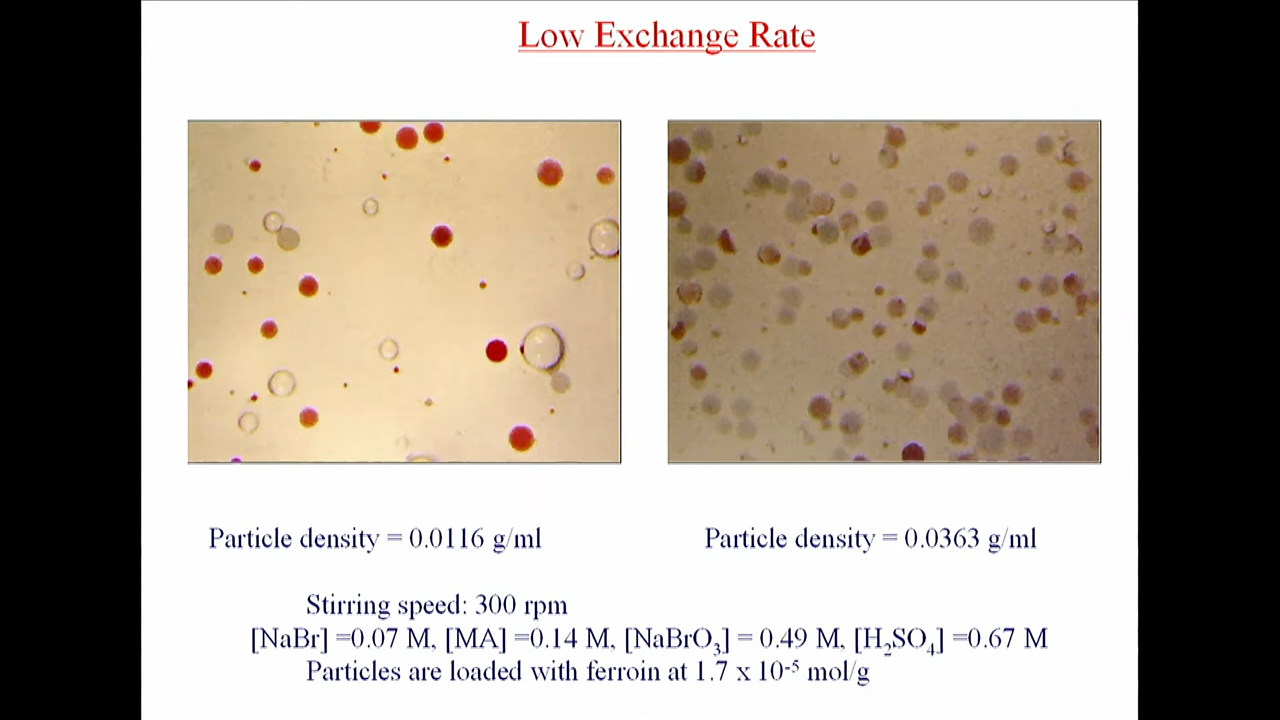 Low Exchange Rate
Particle density = 0.0116 g/ml
Particle density = 0.0363 g/ml
Stirring speed: 300 rpm
[NaBr] =0.07 M, [MA] =0.14 M, [NaBrO₃] = 0.49 M, [H₂SO₄] =0.67 M
Particles are loaded with ferroin at 1.7 x 10⁻⁵ mol/g